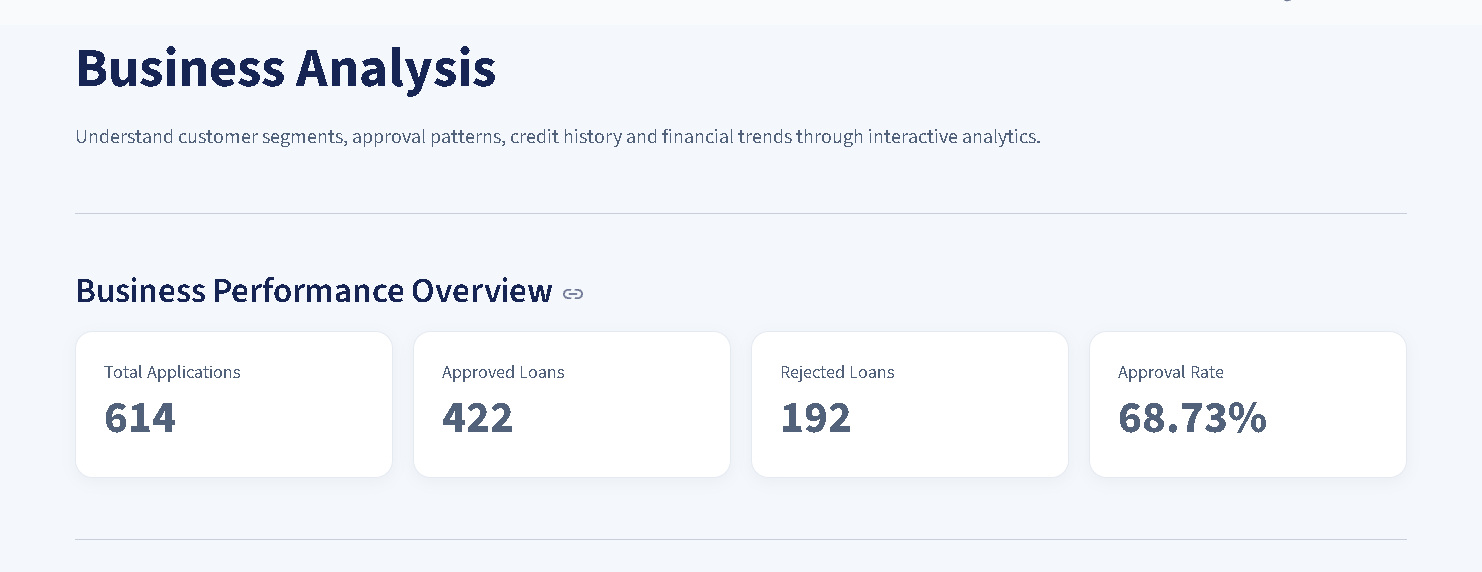 Business Analysis
Understand customer segments, approval patterns, credit history and financial trends through interactive analytics.
Business Performance Overview
Total Applications
614
Approved Loans
422
Rejected Loans
192
Approval Rate
68.73%